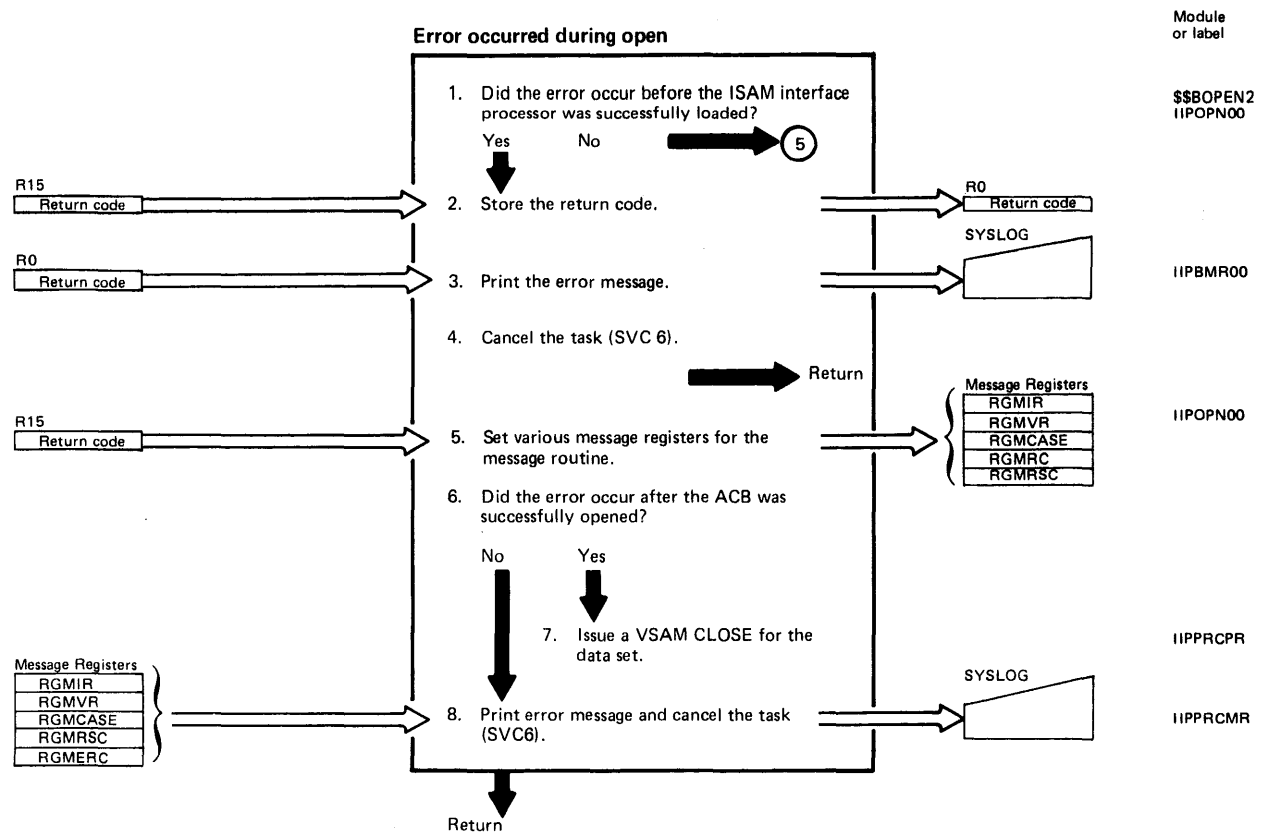 Module
or label
Error occurred during open
1. Did the error occur before the ISAM interface
processor was successfully loaded?
$$BOPEN2
IIPOPN00
Yes No 5
R15
Return code
2. Store the return code.
R0
Return code
R0
Return code
3. Print the error message.
SYSLOG
IIPBMR00
4. Cancel the task (SVC 6).
Return
R15
Return code
5. Set various message registers for the
message routine.
Message Registers
RGMIR
RGMVR
RGMCASE
RGMRC
RGMRSC
IIPOPN00
6. Did the error occur after the ACB was
successfully opened?
No Yes
7. Issue a VSAM CLOSE for the
data set.
IIPPRCPR
Message Registers
RGMIR
RGMVR
RGMCASE
RGMRSC
RGMERC
8. Print error message and cancel the task
(SVC6).
SYSLOG
IIPPRCMR
Return